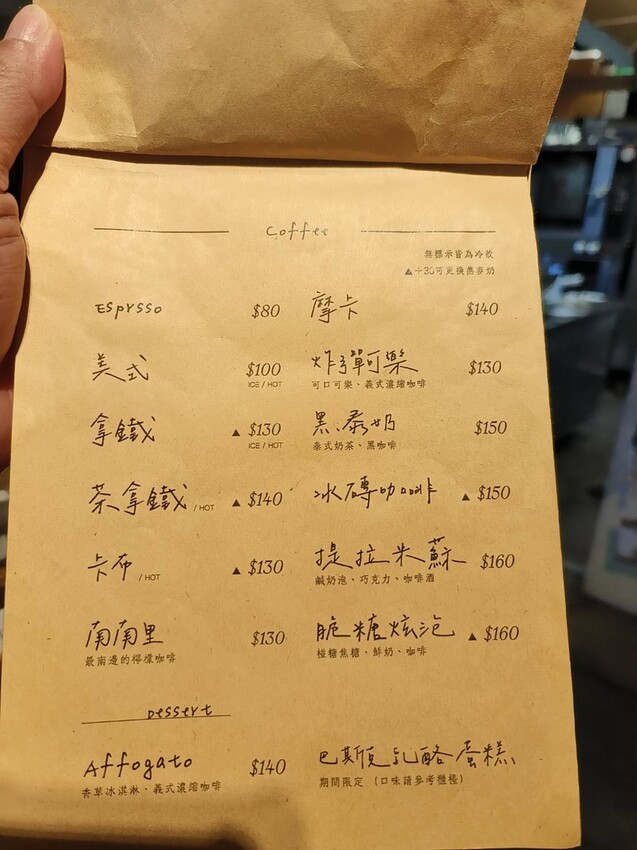 Coffee
無標示皆為冷飲
▲+30可更換燕麥奶
Espresso $80
美式 $100
ICE / HOT
拿鐵 ▲ $130
ICE / HOT
茶拿鐵 / HOT ▲ $140
卡布 / HOT ▲ $130
南南里 $130
最南邊的檸檬咖啡
摩卡 $140
炸彈可樂 $130
可口可樂、義式濃縮咖啡
黑泰奶 $150
泰式奶茶、黑咖啡
冰磚咖啡 ▲ $150
提拉米蘇 $160
鹹奶泡、巧克力、咖啡酒
脆糖炫泡 ▲ $160
椪糖焦糖、鮮奶、咖啡
Dessert
Affogato $140
香草冰淇淋、義式濃縮咖啡
巴斯頓乳酪蛋糕
期間限定 (口味請參考櫃檯)